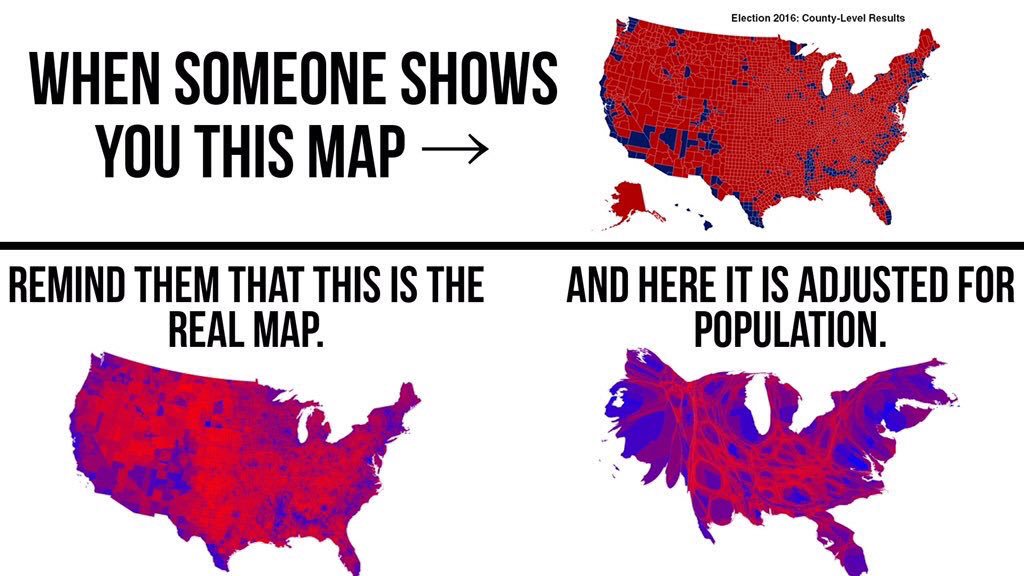 Election 2016: County-Level Results
WHEN SOMEONE SHOWS
YOU THIS MAP →
REMIND THEM THAT THIS IS THE
REAL MAP.
AND HERE IT IS ADJUSTED FOR
POPULATION.